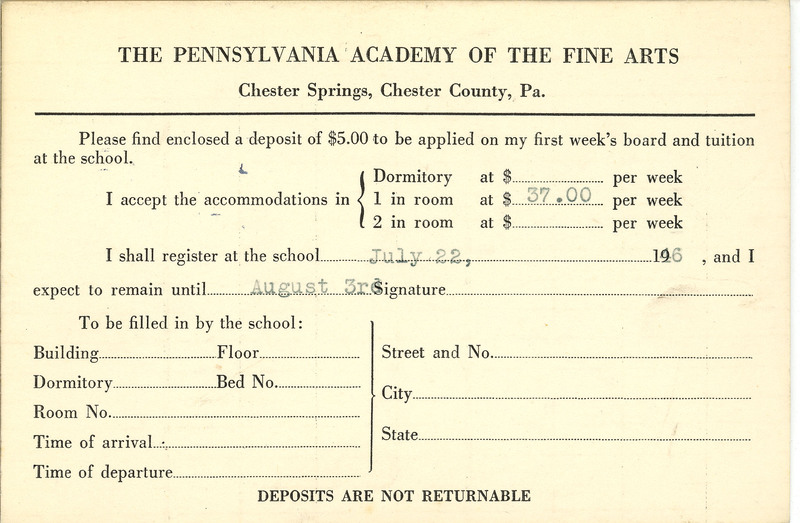 THE PENNSYLVANIA ACADEMY OF THE FINE ARTS
Chester Springs, Chester County, Pa.
Please find enclosed a deposit of $5.00 to be applied on my first week's board and tuition
at the school.
Dormitory at $ per week
I accept the accommodations in 1 in room at $ 37.00 per week
2 in room at $ per week
I shall register at the school July 22, 1946 , and I
expect to remain until August 3rd Signature
To be filled in by the school:
Building Floor
Dormitory Bed No.
Room No.
Time of arrival
Time of departure
Street and No.
City
State
DEPOSITS ARE NOT RETURNABLE